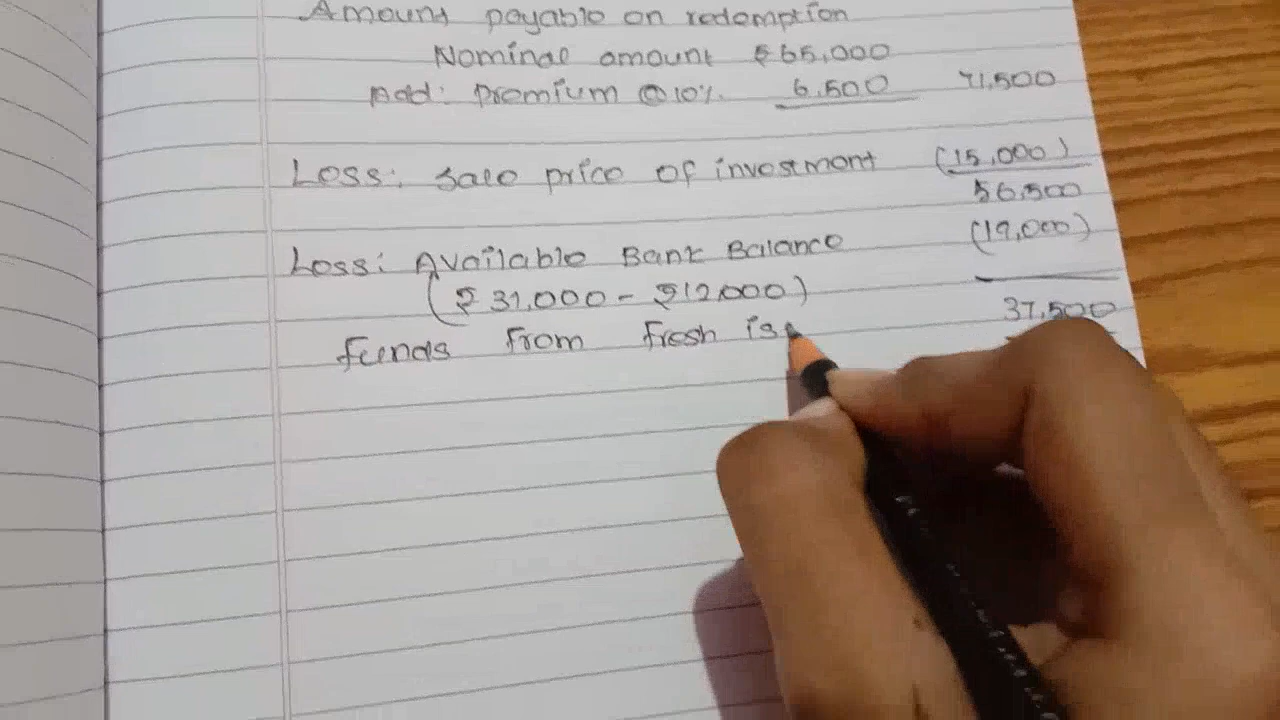 Amount payable on redemption
Nominal amount ₹65,000
Add: Premium @10%. 6,500 71,500
Less: Sale price of investment (15,000)
56,500
Less: Available Bank Balance (19,000)
(₹31,000 - ₹12,000)
37,500
Funds from fresh iss